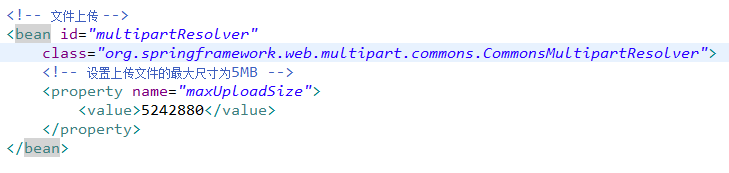 <!-- 文件上传 -->
<bean id="multipartResolver"
class="org.springframework.web.multipart.commons.CommonsMultipartResolver">
<!-- 设置上传文件的最大尺寸为5MB -->
<property name="maxUploadSize">
<value>5242880</value>
</property>
</bean>